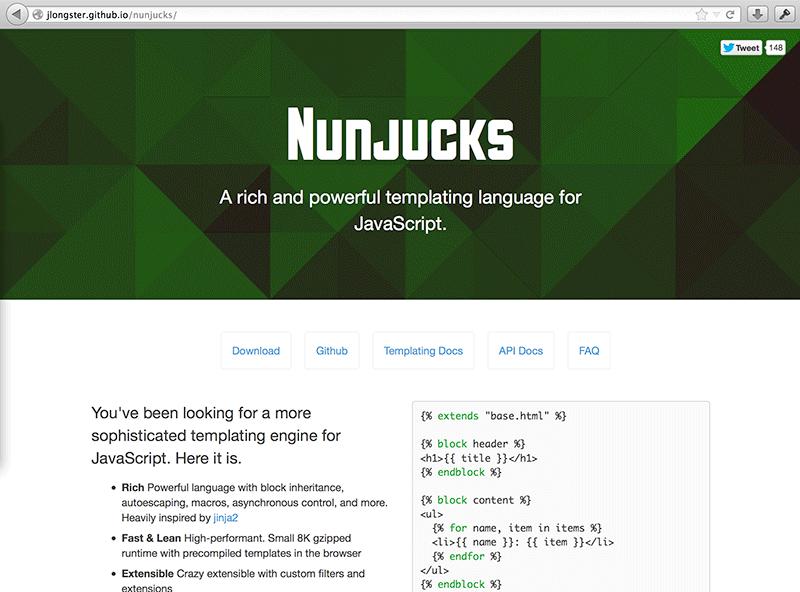 jlongster.github.io/nunjucks/
Tweet 148
Nunjucks
A rich and powerful templating language for
JavaScript.
Download Github Templating Docs API Docs FAQ
You've been looking for a more
sophisticated templating engine for
JavaScript. Here it is.
• Rich Powerful language with block inheritance,
autoescaping, macros, asynchronous control, and more.
Heavily inspired by jinja2
• Fast & Lean High-performant. Small 8K gzipped
runtime with precompiled templates in the browser
• Extensible Crazy extensible with custom filters and
extensions
{% extends "base.html" %}
{% block header %}
<h1>{{ title }}</h1>
{% endblock %}
{% block content %}
<ul>
{% for name, item in items %}
<li>{{ name }}: {{ item }}</li>
{% endfor %}
</ul>
{% endblock %}